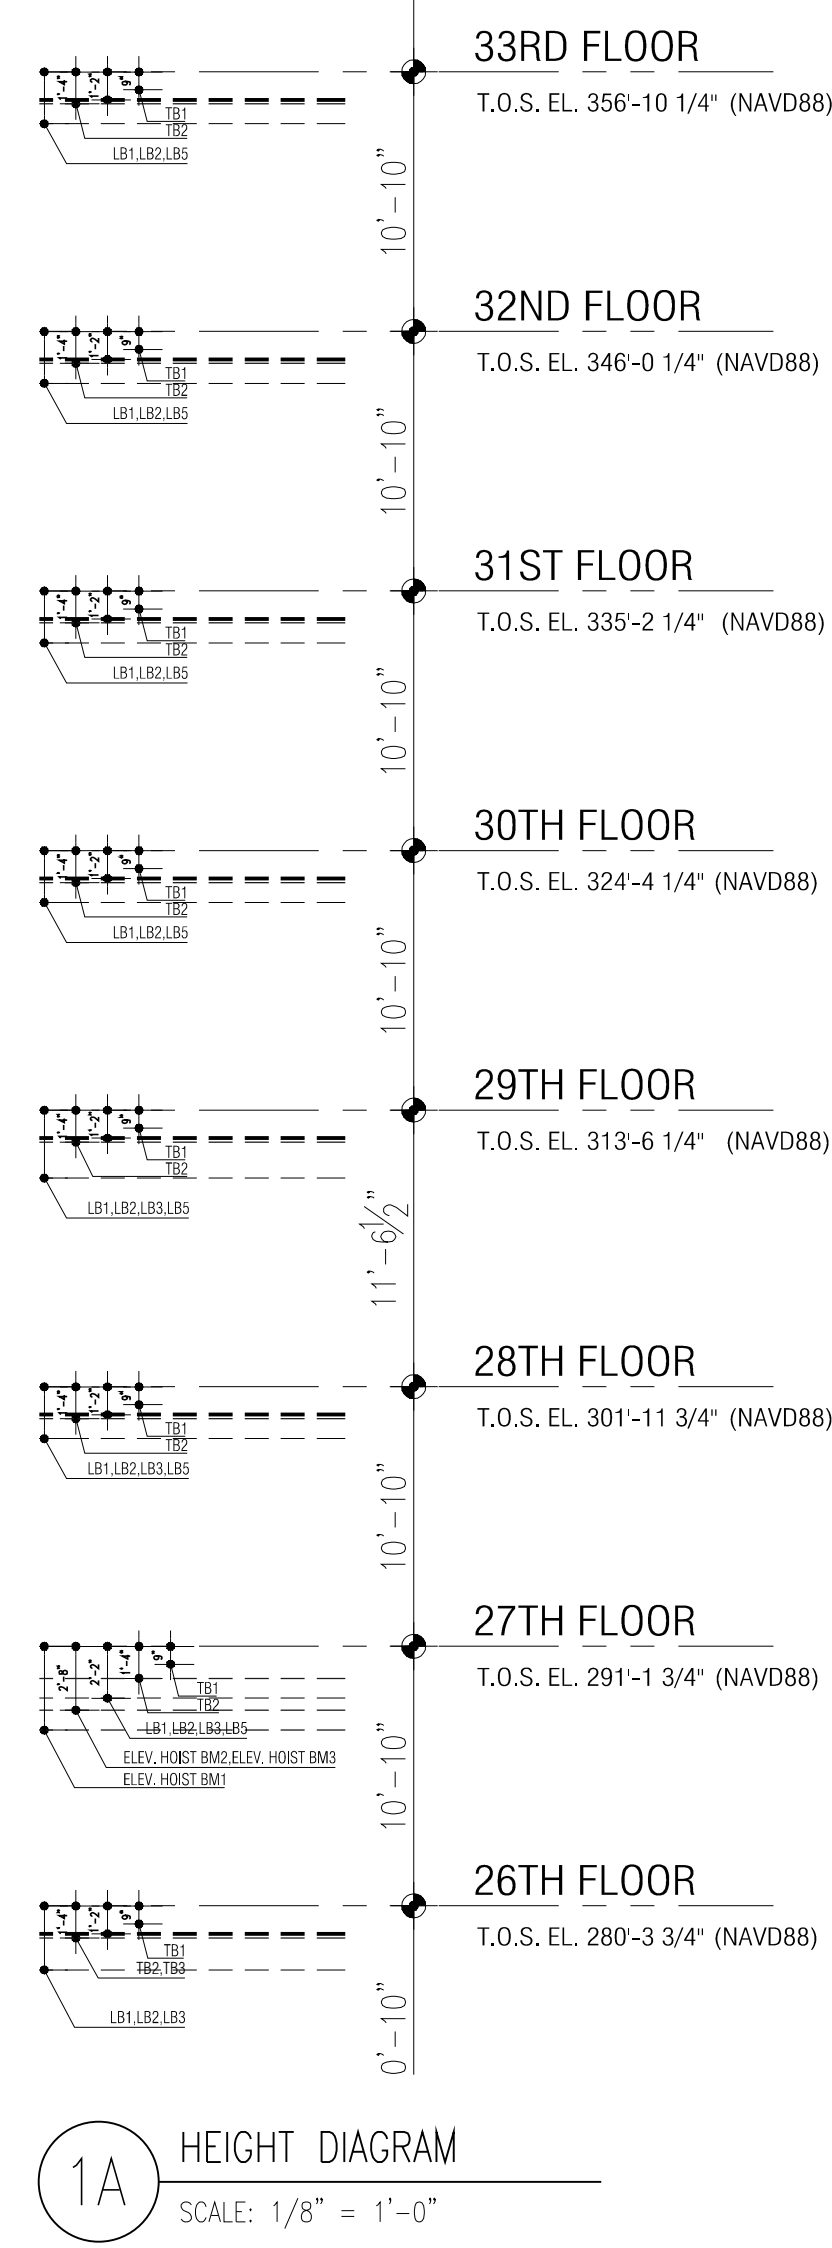 33RD FLOOR
T.O.S. EL. 356'-10 1/4" (NAVD88)
1'-4"
1'-2"
9"
TB1
TB2
LB1,LB2,LB5
10'-10"
32ND FLOOR
T.O.S. EL. 346'-0 1/4" (NAVD88)
1'-4"
1'-2"
9"
TB1
TB2
LB1,LB2,LB5
10'-10"
31ST FLOOR
T.O.S. EL. 335'-2 1/4" (NAVD88)
1'-4"
1'-2"
9"
TB1
TB2
LB1,LB2,LB5
10'-10"
30TH FLOOR
T.O.S. EL. 324'-4 1/4" (NAVD88)
1'-4"
1'-2"
9"
TB1
TB2
LB1,LB2,LB5
10'-10"
29TH FLOOR
T.O.S. EL. 313'-6 1/4" (NAVD88)
1'-4"
1'-2"
9"
TB1
TB2
LB1,LB2,LB3,LB5
11'-6 1/2"
28TH FLOOR
T.O.S. EL. 301'-11 3/4" (NAVD88)
1'-4"
1'-2"
9"
TB1
TB2
LB1,LB2,LB3,LB5
10'-10"
27TH FLOOR
T.O.S. EL. 291'-1 3/4" (NAVD88)
2'-8"
2'-2"
1'-4"
9"
TB1
TB2
LB1,LB2,LB3,LB5
ELEV. HOIST BM2,ELEV. HOIST BM3
ELEV. HOIST BM1
10'-10"
26TH FLOOR
T.O.S. EL. 280'-3 3/4" (NAVD88)
1'-4"
1'-2"
9"
TB1
TB2,TB3
LB1,LB2,LB3
0'-10"
1A
HEIGHT DIAGRAM
SCALE: 1/8" = 1'-0"